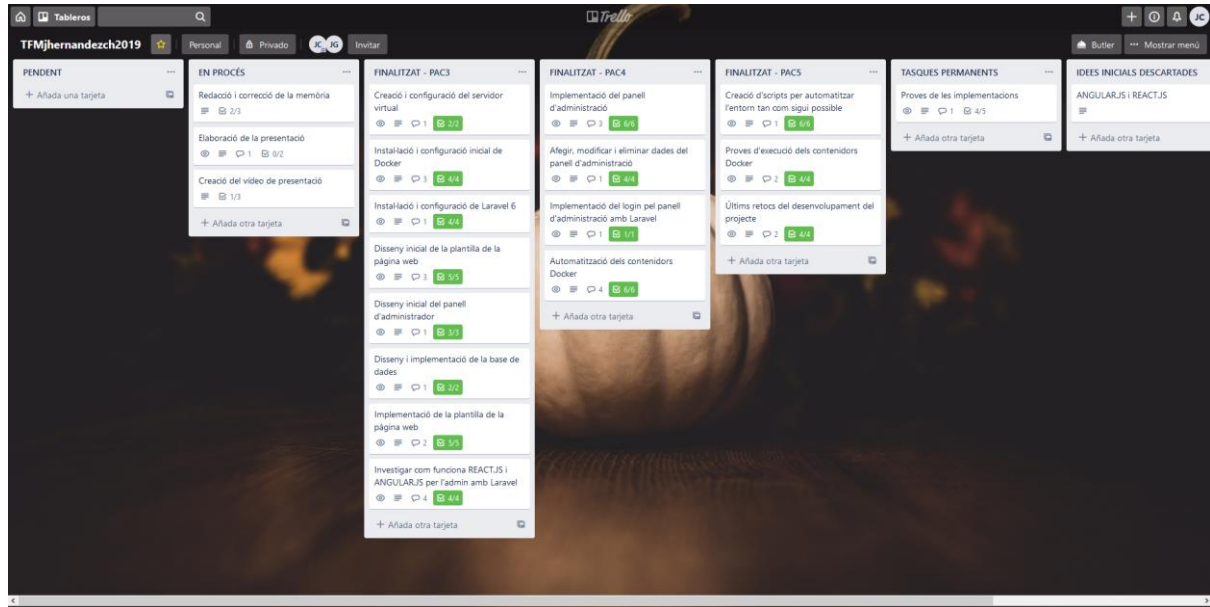 Tableros
Trello
JC
TFMjhernandezch2019
Personal
Privado
JC JG
Invitar
Butler
Mostrar menú
PENDENT
+ Añada una tarjeta
EN PROCÉS
Redacció i correcció de la memòria
2/3
Elaboració de la presentació
1 0/2
Creació del vídeo de presentació
1/3
+ Añada otra tarjeta
FINALITZAT - PAC3
Creació i configuració del servidor
virtual
1 2/2
Instal·lació i configuració inicial de
Docker
3 4/4
Instal·lació i configuració de Laravel 6
1 4/4
Disseny inicial de la plantilla de la
pàgina web
3 5/5
Disseny inicial del panell
d'administrador
1 3/3
Disseny i implementació de la base de
dades
1 2/2
Implementació de la plantilla de la
pàgina web
2 5/5
Investigar com funciona REACT.JS i
ANGULAR.JS per l'admin amb Laravel
4 4/4
+ Añada otra tarjeta
FINALITZAT - PAC4
Implementació del panell
d'administració
3 6/6
Afegir, modificar i eliminar dades del
panell d'administració
1 4/4
Implementació del login pel panell
d'administració amb Laravel
1 1/1
Automatització dels contenidors
Docker
4 6/6
+ Añada otra tarjeta
FINALITZAT - PAC5
Creació d'scripts per automatitzar
l'entorn tan com sigui possible
1 6/6
Proves d'execució dels contenidors
Docker
2 4/4
Últims retocs del desenvolupament del
projecte
2 4/4
+ Añada otra tarjeta
TASQUES PERMANENTS
Proves de les implementacions
1 4/5
+ Añada otra tarjeta
IDEES INICIALS DESCARTADES
ANGULAR.JS i REACT.JS
+ Añada otra tarjeta